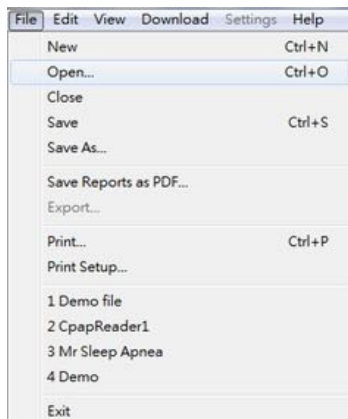 File Edit View Download Settings Help
New Ctrl+N
Open... Ctrl+O
Close
Save Ctrl+S
Save As...
Save Reports as PDF...
Export...
Print... Ctrl+P
Print Setup...
1 Demo file
2 CpapReader1
3 Mr Sleep Apnea
4 Demo
Exit